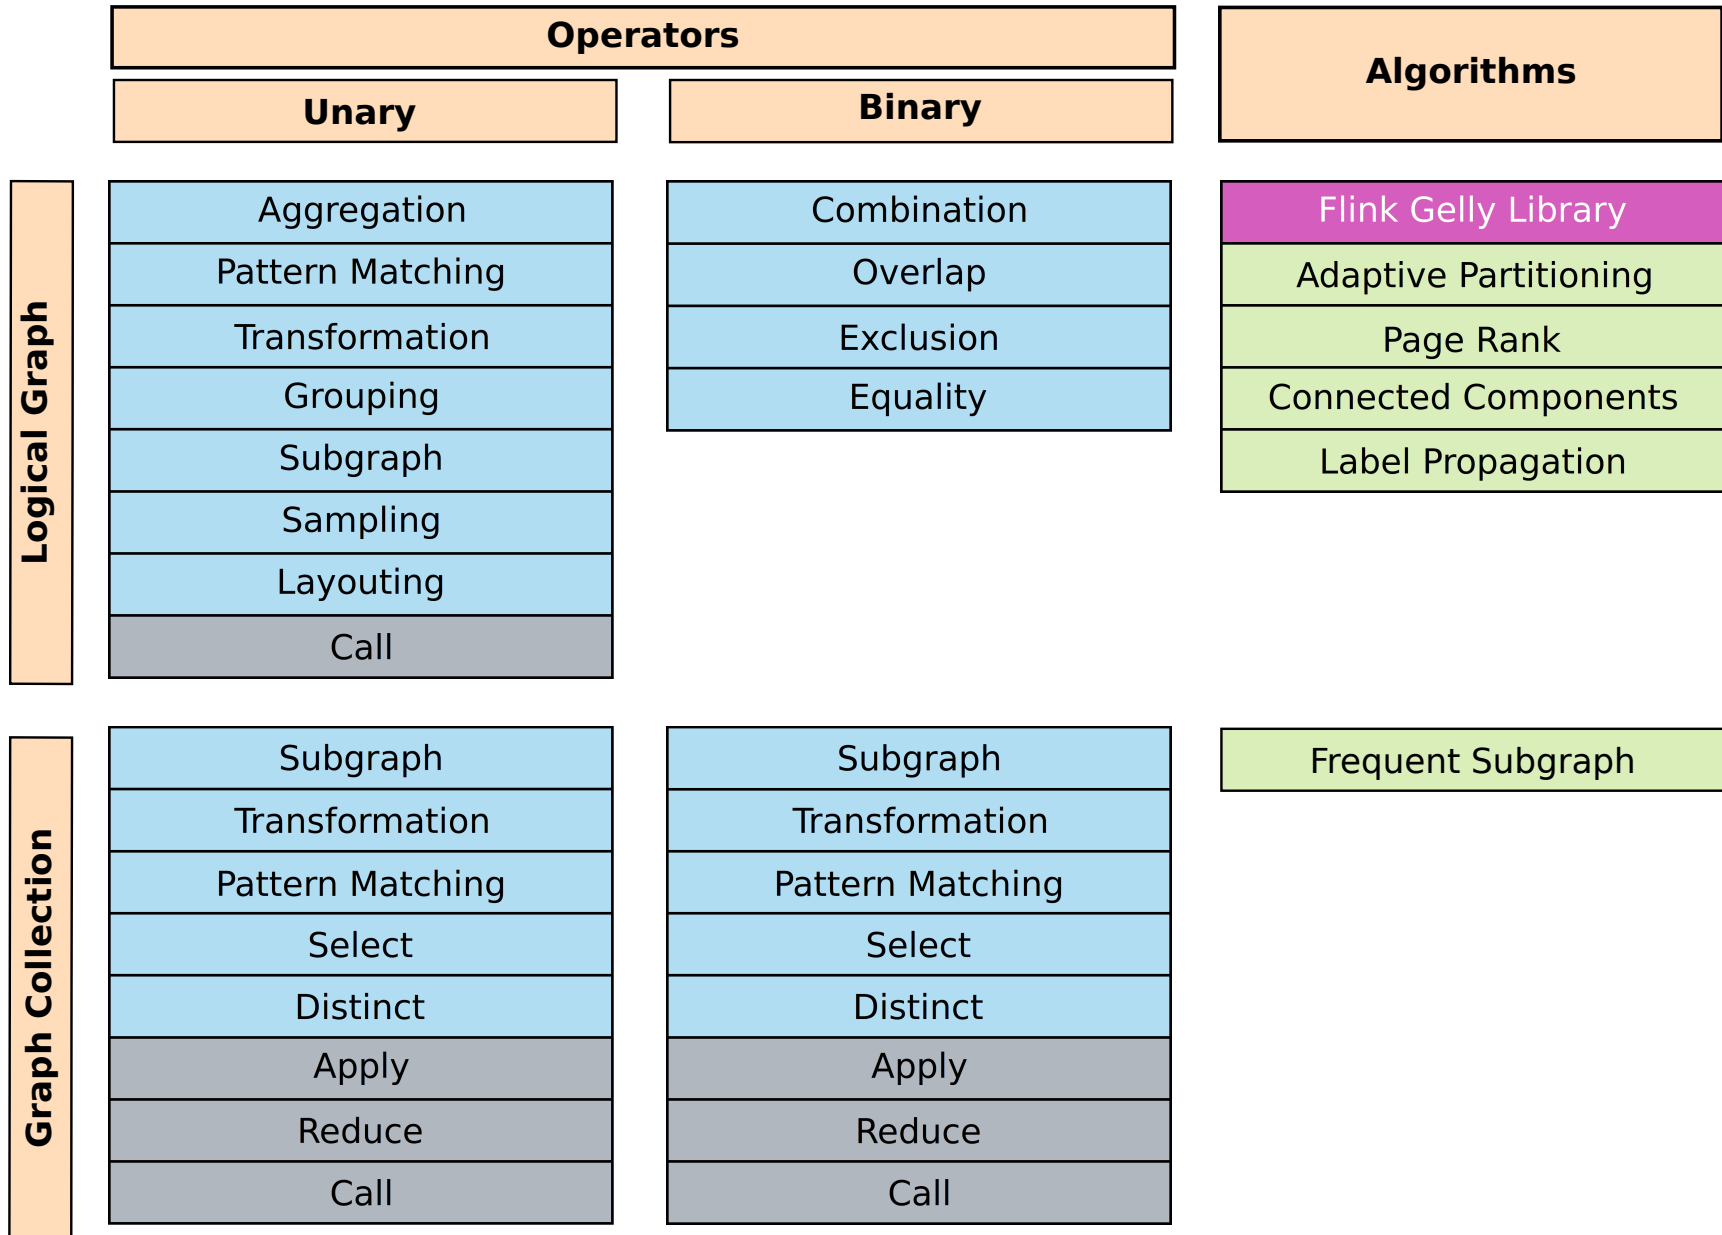 Operators
Algorithms
Unary
Binary
Logical Graph
Aggregation
Pattern Matching
Transformation
Grouping
Subgraph
Sampling
Layouting
Call
Combination
Overlap
Exclusion
Equality
Flink Gelly Library
Adaptive Partitioning
Page Rank
Connected Components
Label Propagation
Graph Collection
Subgraph
Transformation
Pattern Matching
Select
Distinct
Apply
Reduce
Call
Subgraph
Transformation
Pattern Matching
Select
Distinct
Apply
Reduce
Call
Frequent Subgraph